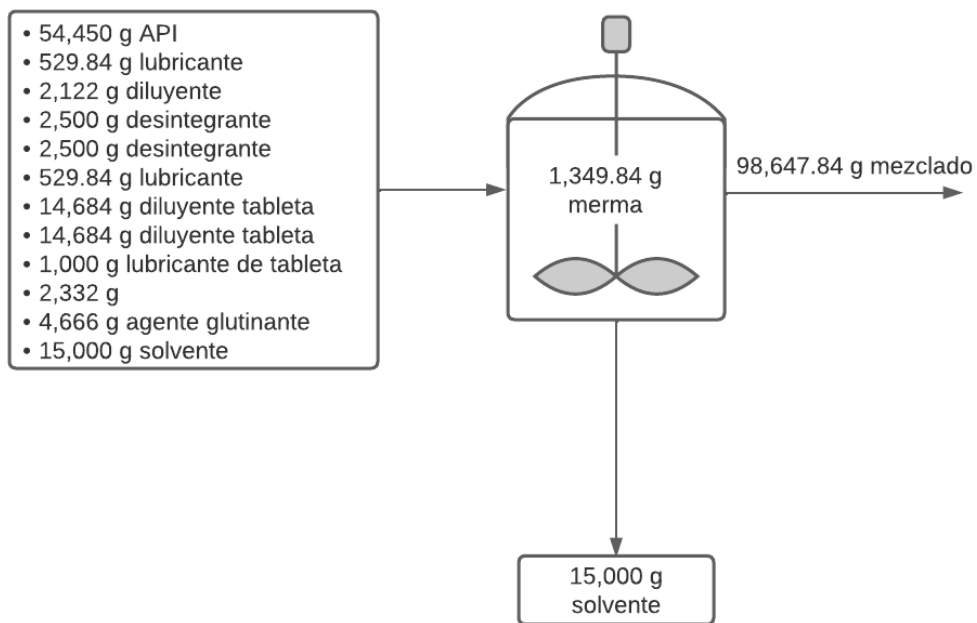 • 54,450 g API
• 529.84 g lubricante
• 2,122 g diluyente
• 2,500 g desintegrante
• 2,500 g desintegrante
• 529.84 g lubricante
• 14,684 g diluyente tableta
• 14,684 g diluyente tableta
• 1,000 g lubricante de tableta
• 2,332 g
• 4,666 g agente glutinante
• 15,000 g solvente
1,349.84 g
merma
98,647.84 g mezclado
15,000 g
solvente